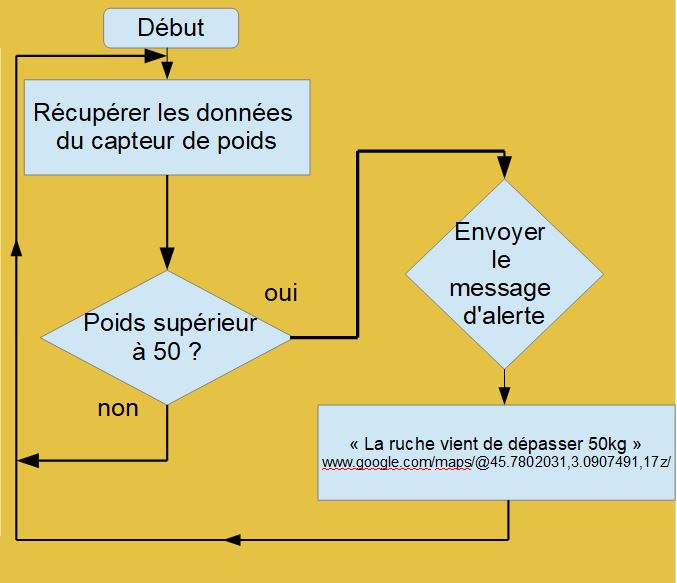 Début
Récupérer les données
du capteur de poids
Poids supérieur
à 50 ?
oui
non
Envoyer
le
message
d'alerte
« La ruche vient de dépasser 50kg »
www.google.com/maps/@45.7802031,3.0907491,17z/